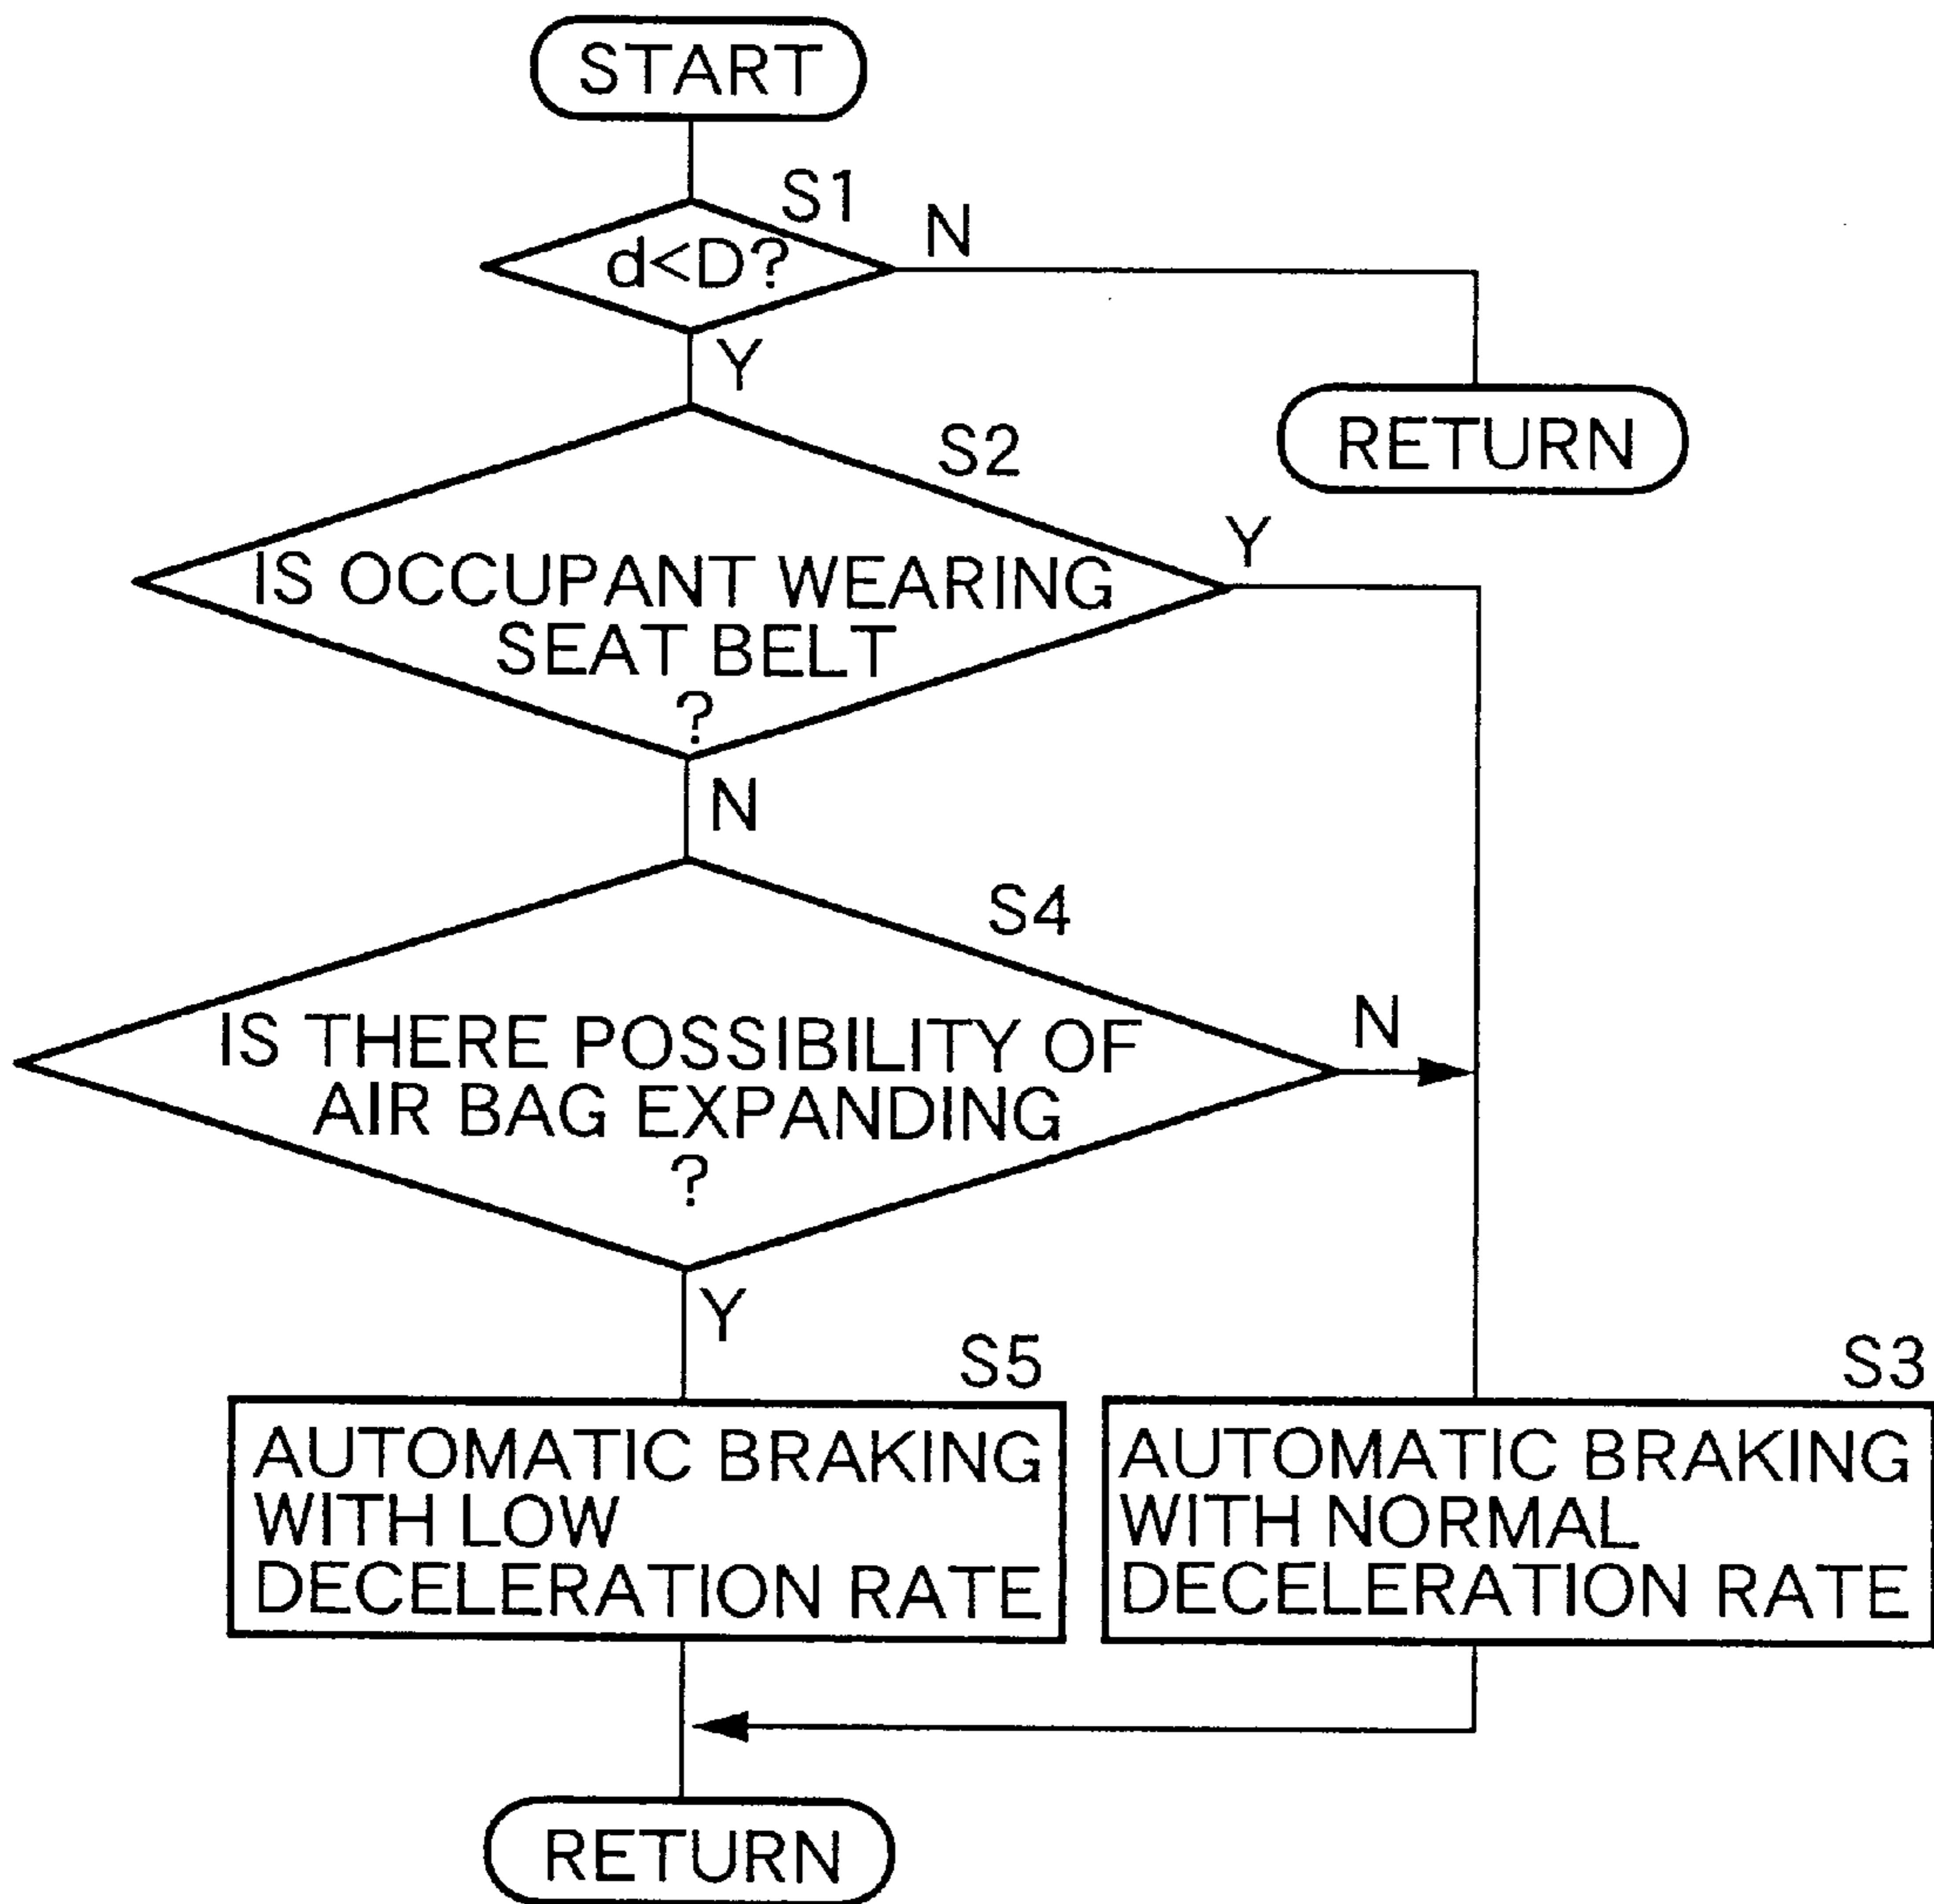 START
S1
d<D?
N
Y
RETURN
S2
Y
IS OCCUPANT WEARING
SEAT BELT
?
N
S4
N
IS THERE POSSIBILITY OF
AIR BAG EXPANDING
?
Y
S5
AUTOMATIC BRAKING
WITH LOW
DECELERATION RATE
S3
AUTOMATIC BRAKING
WITH NORMAL
DECELERATION RATE
RETURN